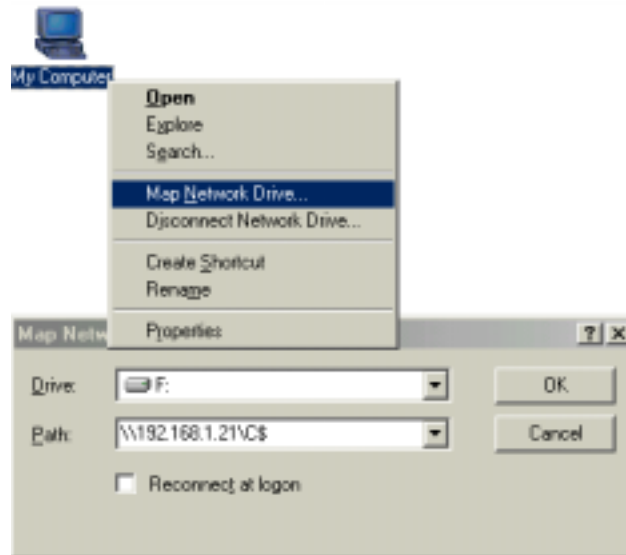 My Computer
Open
Explore
Search...
Map Network Drive...
Disconnect Network Drive...
Create Shortcut
Rename
Properties
Map Netw
Drive:
F:
OK
Path:
\\192.168.1.21\C$
Cancel
Reconnect at logon